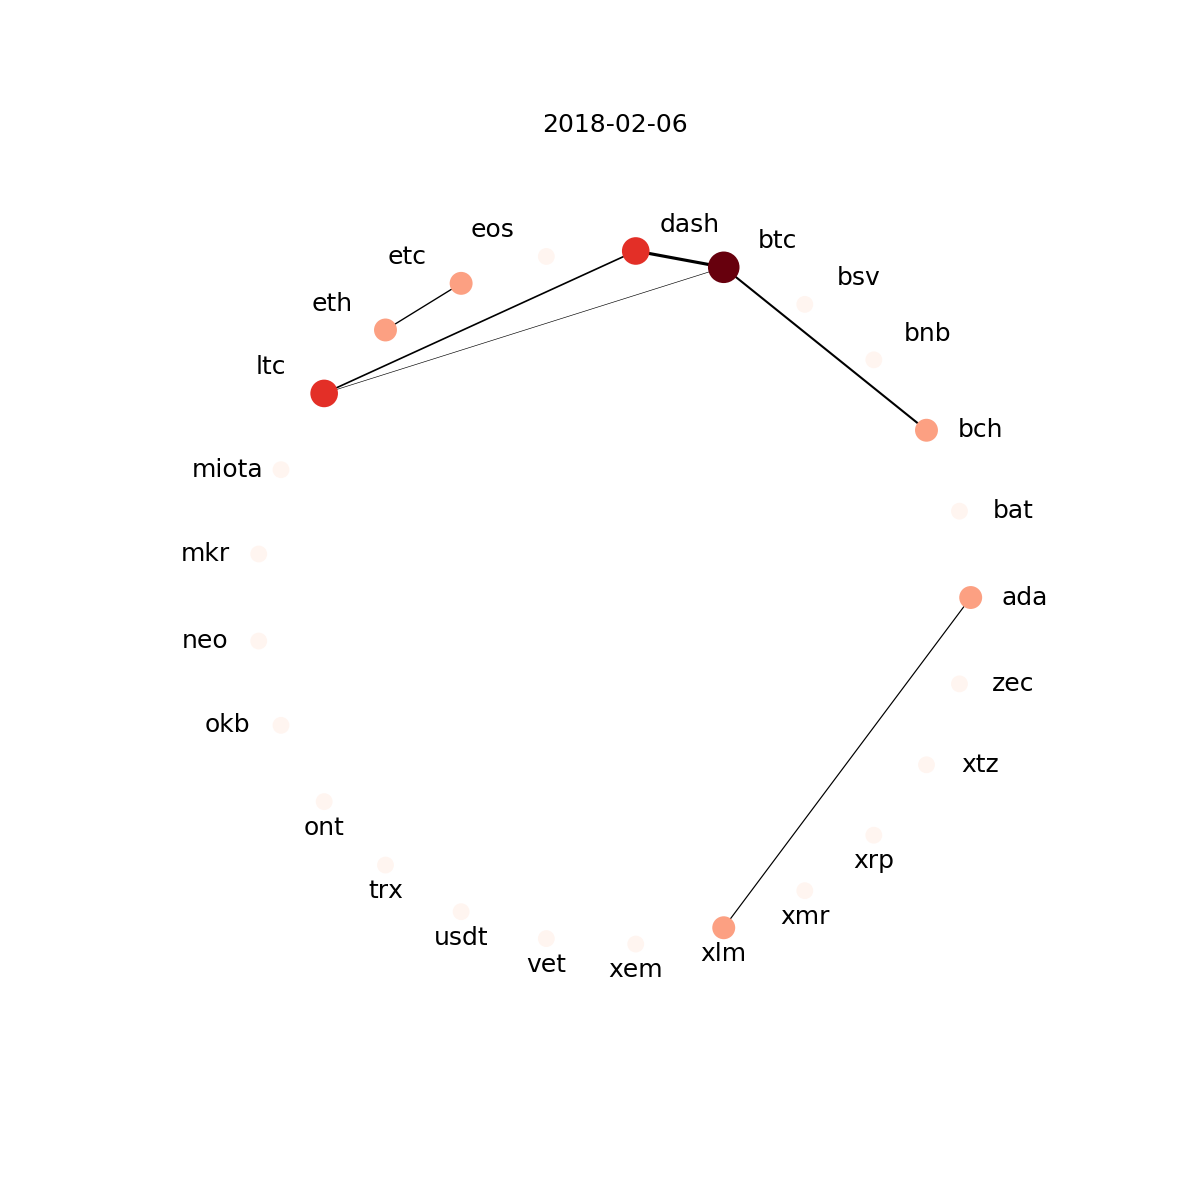 2018-02-06
dash
eos
btc
etc
bsv
eth
bnb
ltc
bch
miota
bat
mkr
ada
neo
zec
okb
xtz
ont
xrp
trx
xmr
usdt
xlm
vet
xem